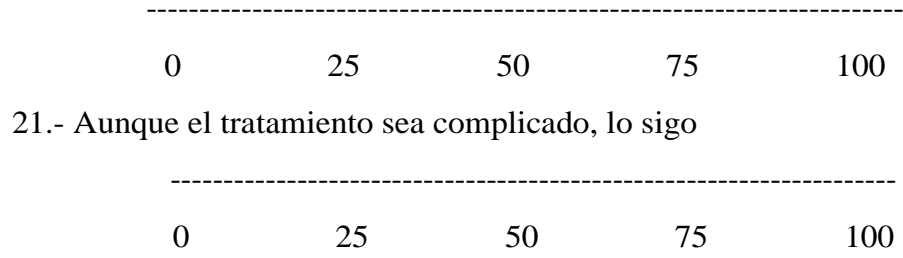 ------------------------------------------------------------------------
0 25 50 75 100
21.- Aunque el tratamiento sea complicado, lo sigo
---------------------------------------------------------------------
0 25 50 75 100